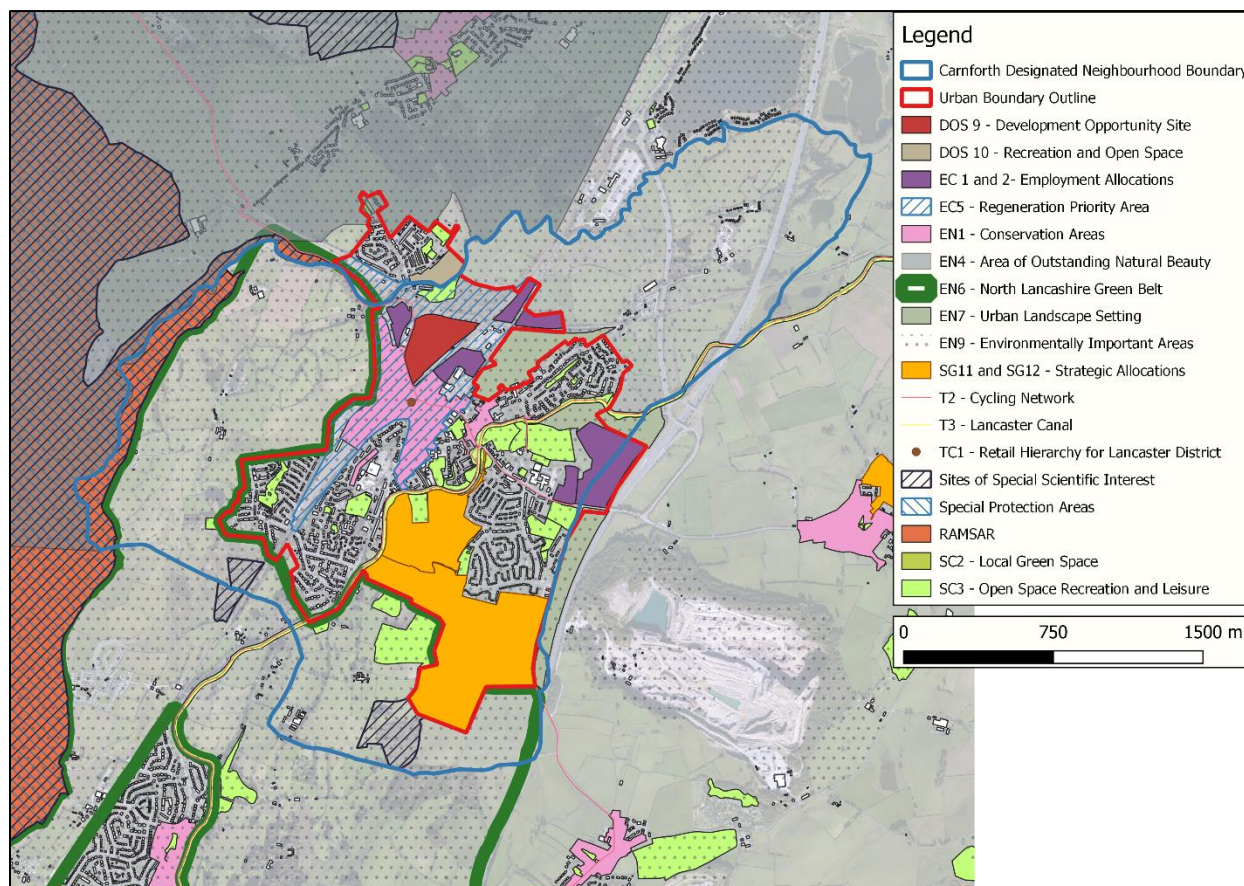 Legend
Carnforth Designated Neighbourhood Boundary
Urban Boundary Outline
DOS 9 - Development Opportunity Site
DOS 10 - Recreation and Open Space
EC 1 and 2- Employment Allocations
EC5 - Regeneration Priority Area
EN1 - Conservation Areas
EN4 - Area of Outstanding Natural Beauty
EN6 - North Lancashire Green Belt
EN7 - Urban Landscape Setting
EN9 - Environmentally Important Areas
SG11 and SG12 - Strategic Allocations
T2 - Cycling Network
T3 - Lancaster Canal
TC1 - Retail Hierarchy for Lancaster District
Sites of Special Scientific Interest
Special Protection Areas
RAMSAR
SC2 - Local Green Space
SC3 - Open Space Recreation and Leisure
0 750 1500 m